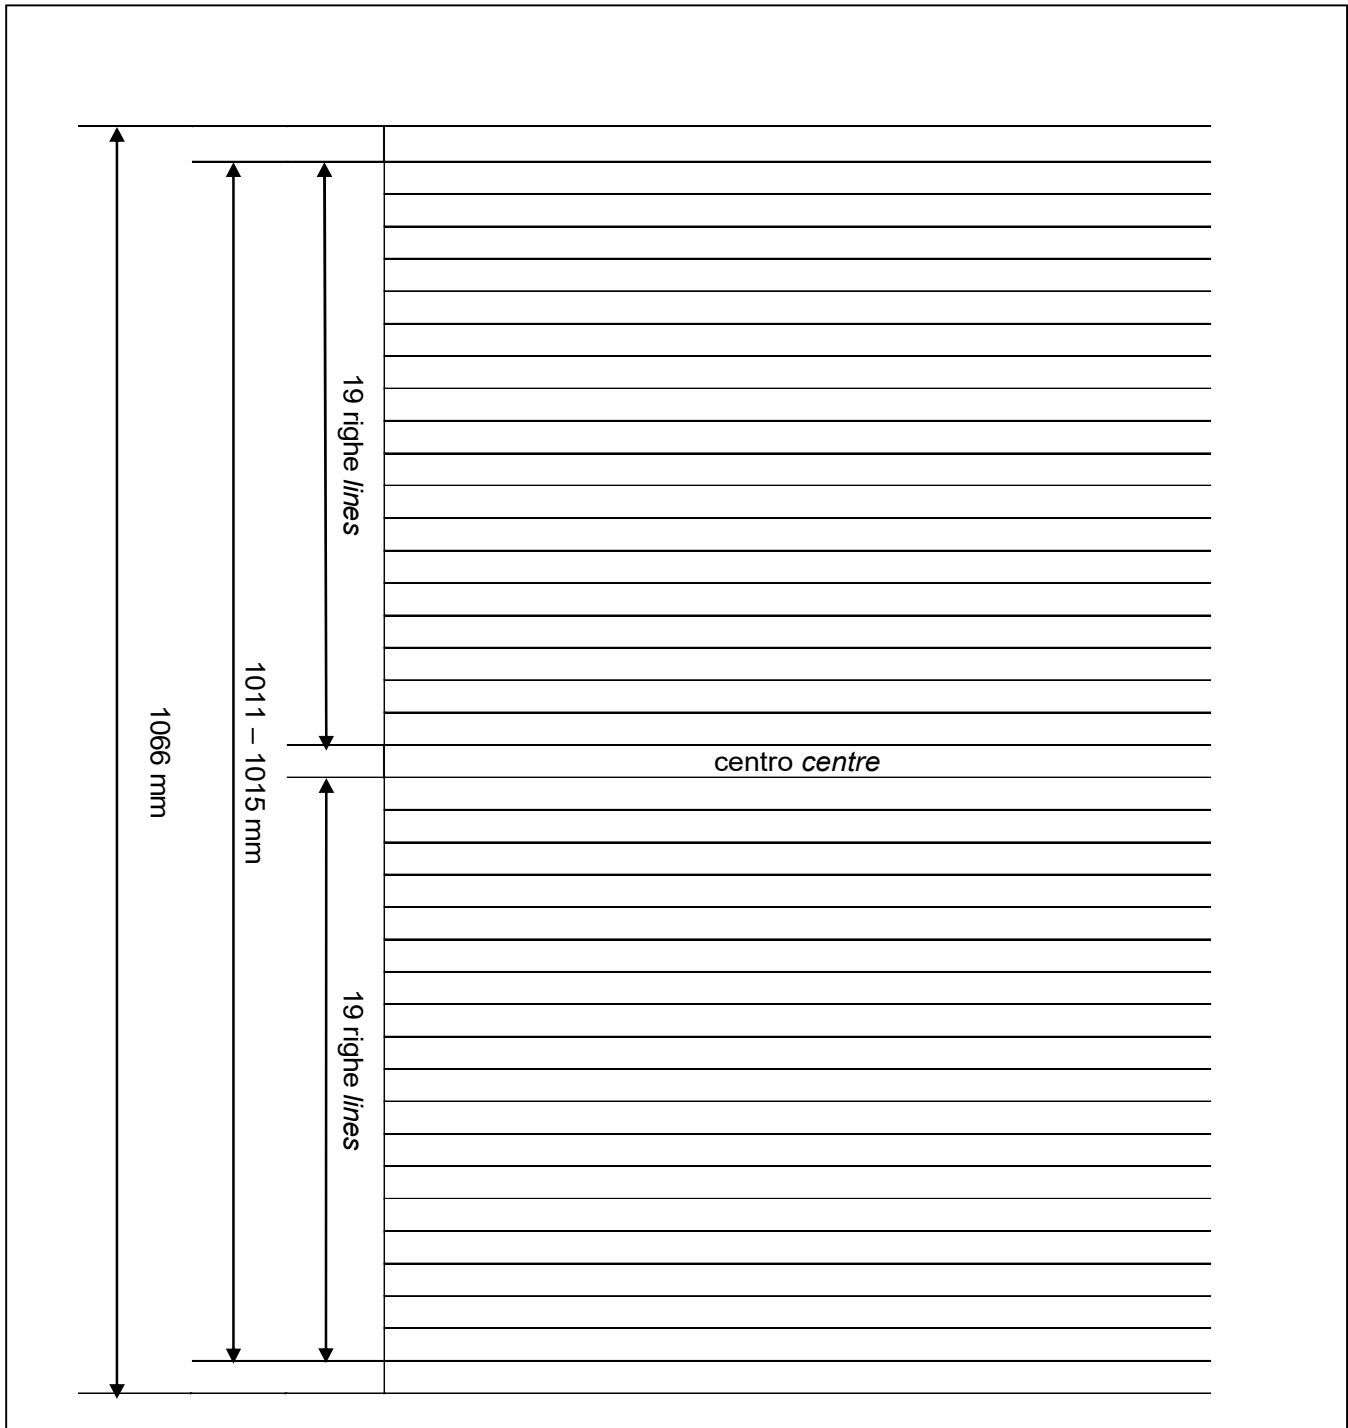 19 righe lines
1011 – 1015 mm
1066 mm
centro centre
19 righe lines